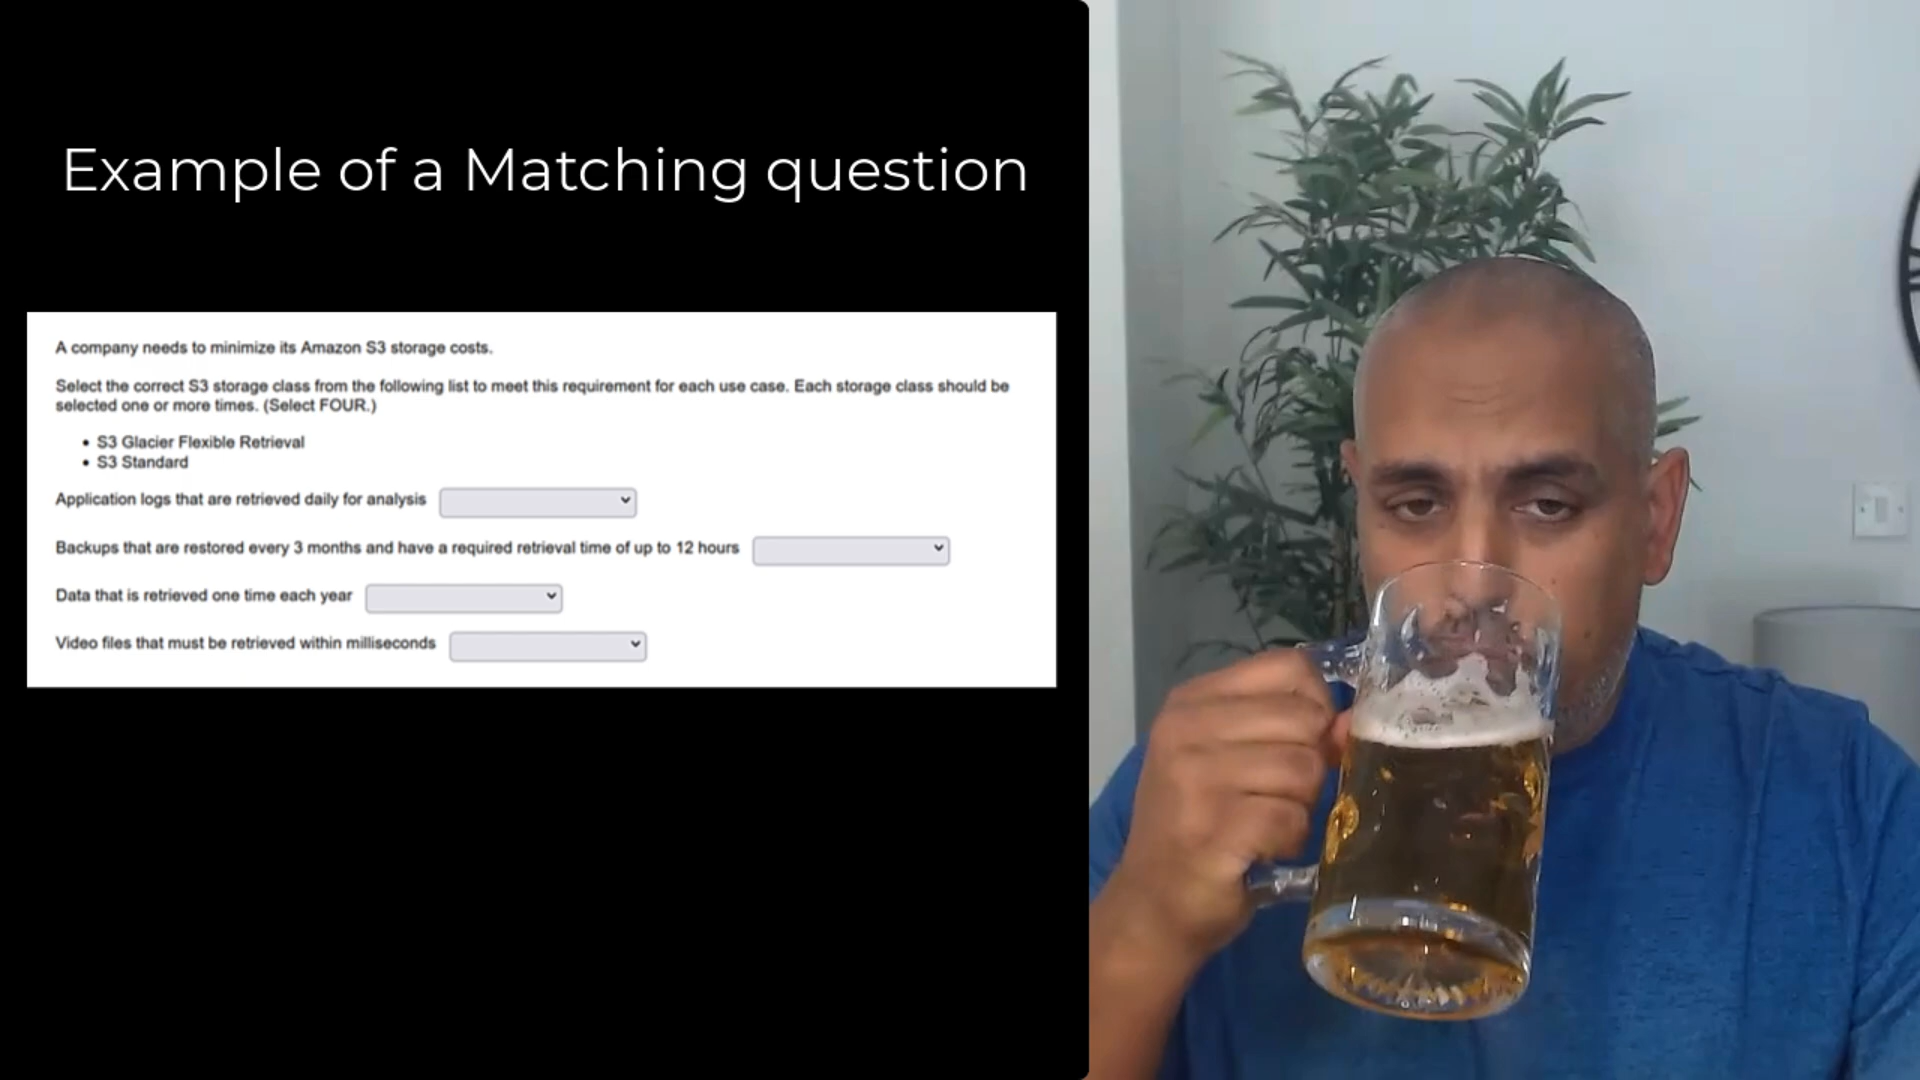 Example of a Matching question
A company needs to minimize its Amazon S3 storage costs.
Select the correct S3 storage class from the following list to meet this requirement for each use case. Each storage class should be
selected one or more times. (Select FOUR.)
• S3 Glacier Flexible Retrieval
• S3 Standard
Application logs that are retrieved daily for analysis
Backups that are restored every 3 months and have a required retrieval time of up to 12 hours
Data that is retrieved one time each year
Video files that must be retrieved within milliseconds